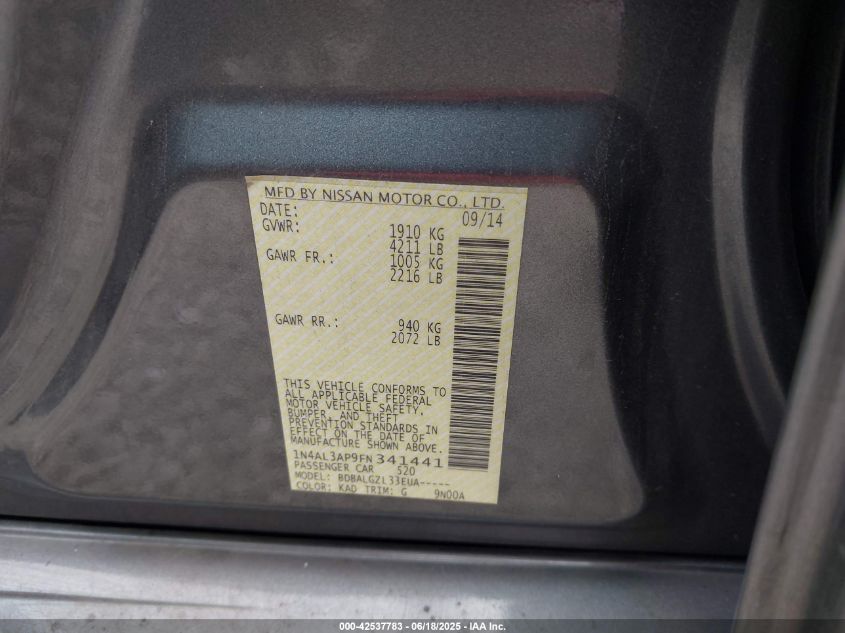 MFD BY NISSAN MOTOR CO., LTD.
DATE: 09/14
GVWR: 1910 KG
4211 LB
GAWR FR.: 1005 KG
2216 LB
GAWR RR.: 940 KG
2072 LB
THIS VEHICLE CONFORMS TO
ALL APPLICABLE FEDERAL
MOTOR VEHICLE SAFETY,
BUMPER, AND THEFT
PREVENTION STANDARDS IN
EFFECT ON THE DATE OF
MANUFACTURE SHOWN ABOVE.
1N4AL3AP9FN 341441
PASSENGER CAR 520
MODEL: BDBALGZL33EUA-----
COLOR: KAD TRIM: G 9N00A
000-42537783 - 06/18/2025 - IAA Inc.